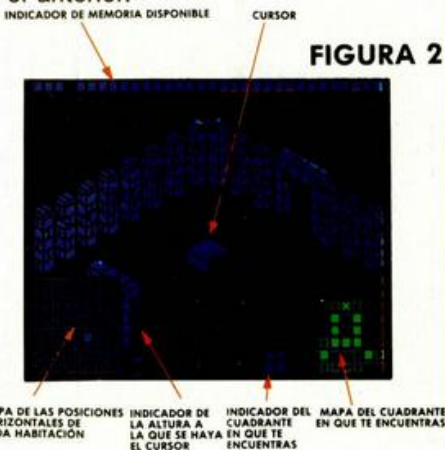 el anterior.
INDICADOR DE MEMORIA DISPONIBLE
CURSOR
FIGURA 2
PA DE LAS POSICIONES
RIZONTALES DE
DA HABITACIÓN
INDICADOR DE
LA ALTURA A
LA QUE SE HAYA
EL CURSOR
INDICADOR DEL
CUADRANTE
EN QUE TE
ENCUENTRAS
MAPA DEL CUADRANTE
EN QUE TE ENCUENTRAS